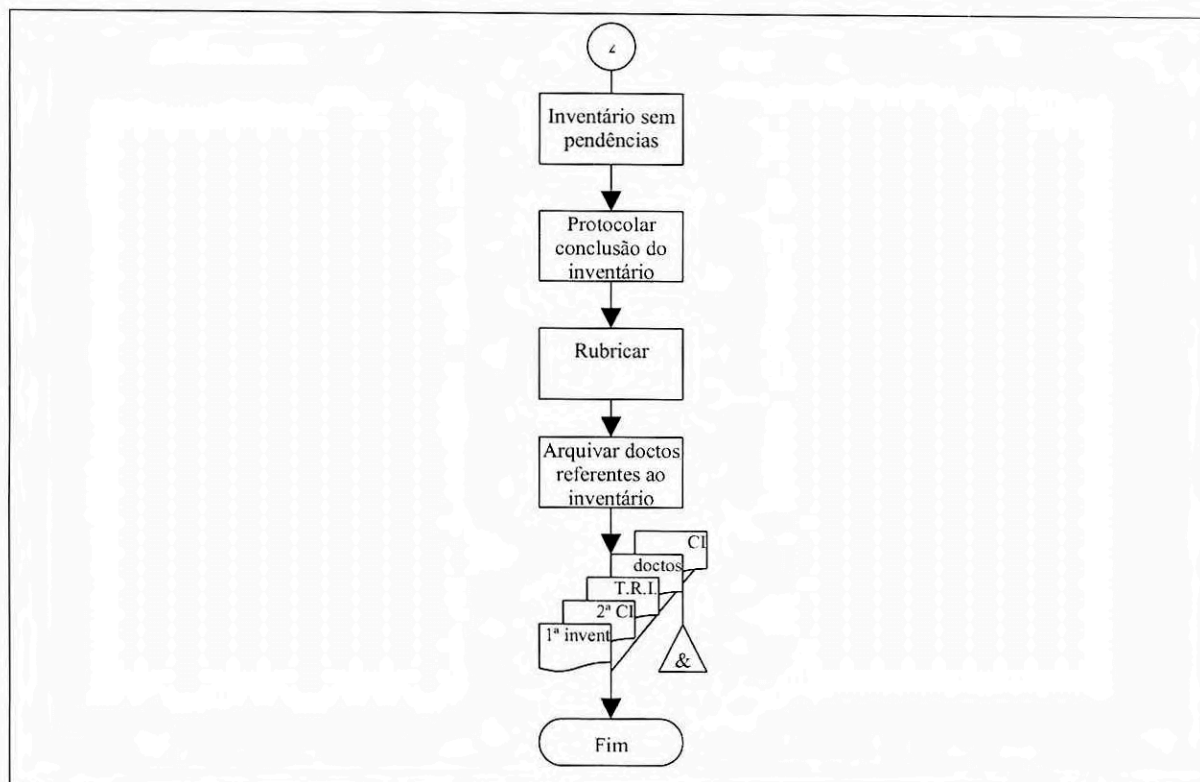 Inventário sem
pendências
Protocolar
conclusão do
inventário
Rubricar
Arquivar doctos
referentes ao
inventário
CI
doctos
T.R.I.
2ª CI
1ª invent
&
Fim